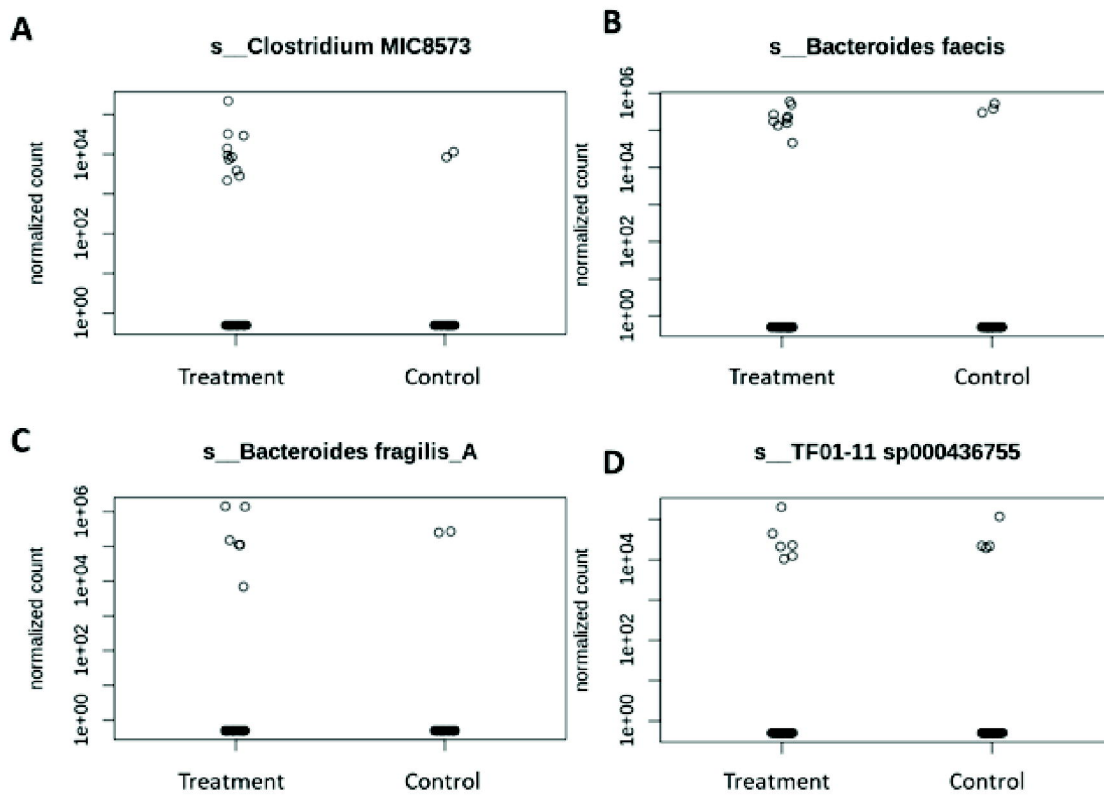 A
s__Clostridium MIC8573
normalized count
1e+04
1e+02
1e+00
Treatment
Control
B
s__Bacteroides faecis
normalized count
1e+06
1e+04
1e+02
1e+00
Treatment
Control
C
s__Bacteroides fragilis_A
normalized count
1e+06
1e+04
1e+02
1e+00
Treatment
Control
D
s__TF01-11 sp000436755
normalized count
1e+04
1e+02
1e+00
Treatment
Control